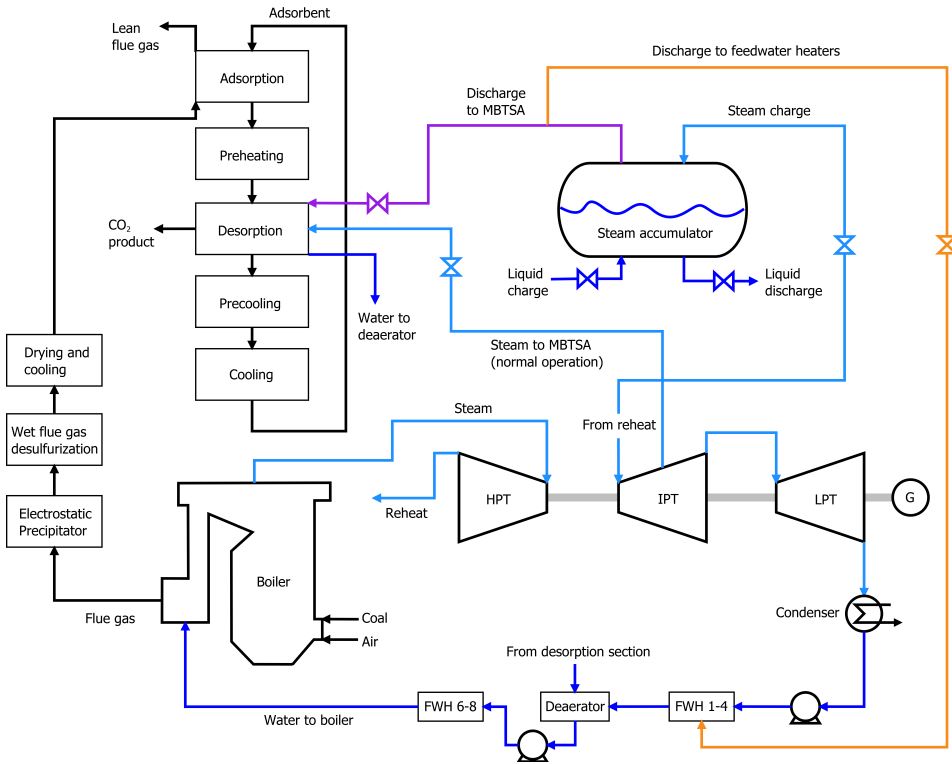 Adsorbent
Lean
flue gas
Adsorption
Discharge to feedwater heaters
Discharge
to MBTSA
Steam charge
Preheating
Desorption
CO₂
product
Steam accumulator
Liquid
charge
Liquid
discharge
Precooling
Water to
deaerator
Steam to MBTSA
(normal operation)
Drying and
cooling
Cooling
Steam
From reheat
Wet flue gas
desulfurization
HPT
IPT
LPT
G
Reheat
Electrostatic
Precipitator
Boiler
Flue gas
Coal
Air
Condenser
From desorption section
FWH 6-8
Deaerator
FWH 1-4
Water to boiler